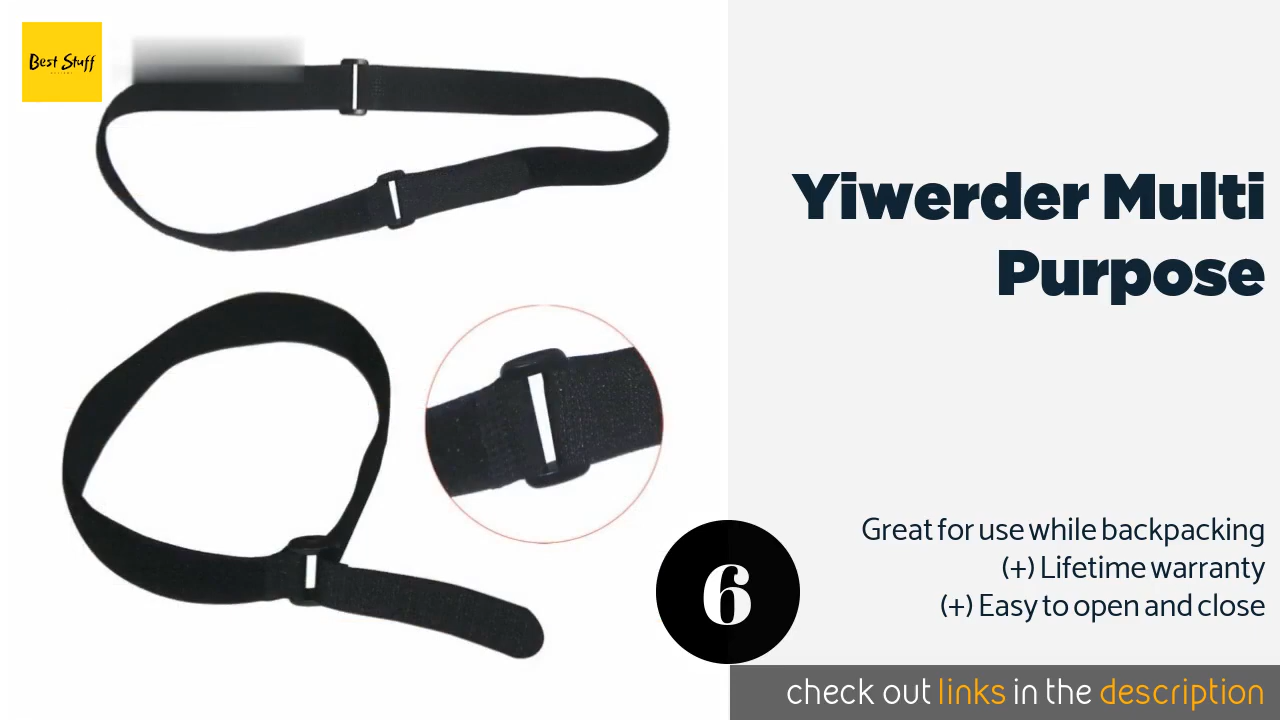 Best Stuff
Yiwerder Multi
Purpose
6
Great for use while backpacking
(+) Lifetime warranty
(+) Easy to open and close
check out links in the description